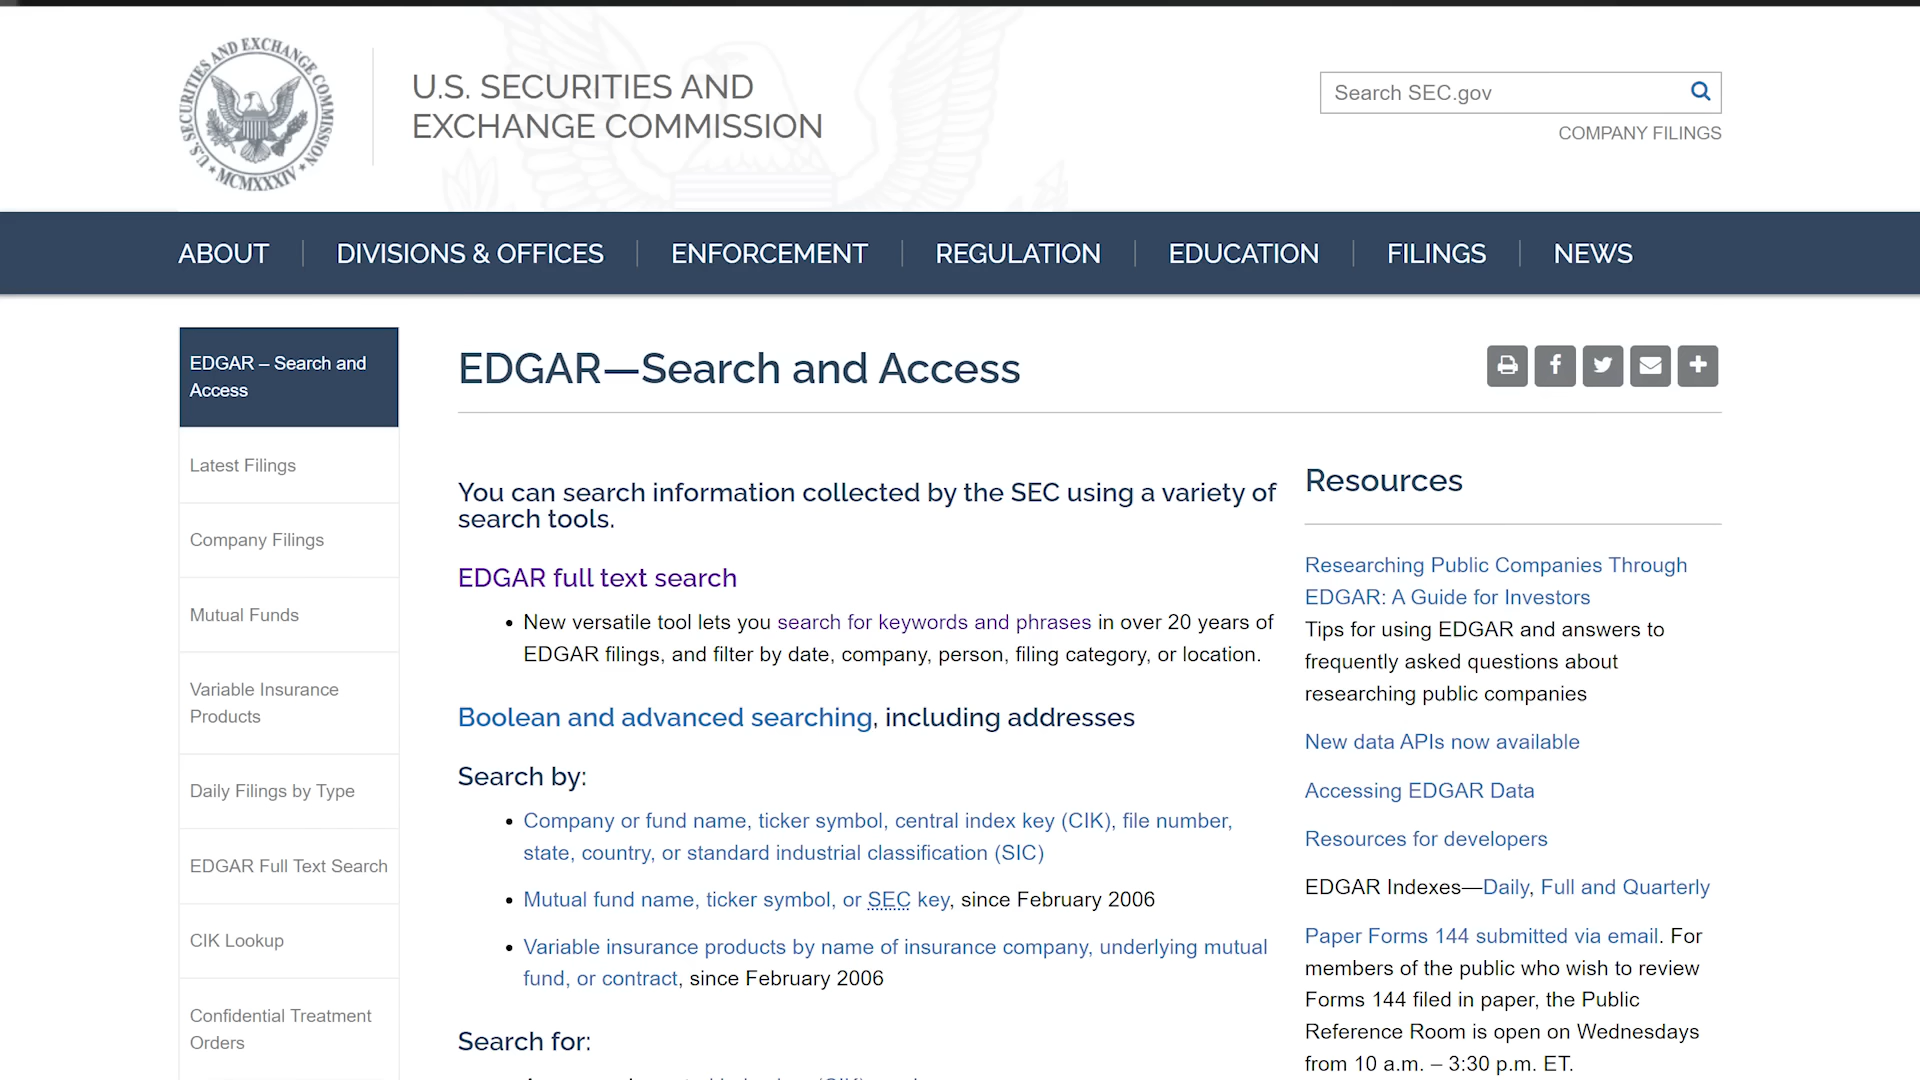 U.S. SECURITIES AND EXCHANGE COMMISSION
MCMXXXIV
U.S. SECURITIES AND
EXCHANGE COMMISSION
Search SEC.gov
COMPANY FILINGS
ABOUT
DIVISIONS & OFFICES
ENFORCEMENT
REGULATION
EDUCATION
FILINGS
NEWS
EDGAR – Search and
Access
Latest Filings
Company Filings
Mutual Funds
Variable Insurance
Products
Daily Filings by Type
EDGAR Full Text Search
CIK Lookup
Confidential Treatment
Orders
EDGAR—Search and Access
You can search information collected by the SEC using a variety of
search tools.
EDGAR full text search
• New versatile tool lets you search for keywords and phrases in over 20 years of
EDGAR filings, and filter by date, company, person, filing category, or location.
Boolean and advanced searching, including addresses
Search by:
• Company or fund name, ticker symbol, central index key (CIK), file number,
state, country, or standard industrial classification (SIC)
• Mutual fund name, ticker symbol, or SEC key, since February 2006
• Variable insurance products by name of insurance company, underlying mutual
fund, or contract, since February 2006
Search for:
Resources
Researching Public Companies Through
EDGAR: A Guide for Investors
Tips for using EDGAR and answers to
frequently asked questions about
researching public companies
New data APIs now available
Accessing EDGAR Data
Resources for developers
EDGAR Indexes—Daily, Full and Quarterly
Paper Forms 144 submitted via email. For
members of the public who wish to review
Forms 144 filed in paper, the Public
Reference Room is open on Wednesdays
from 10 a.m. – 3:30 p.m. ET.